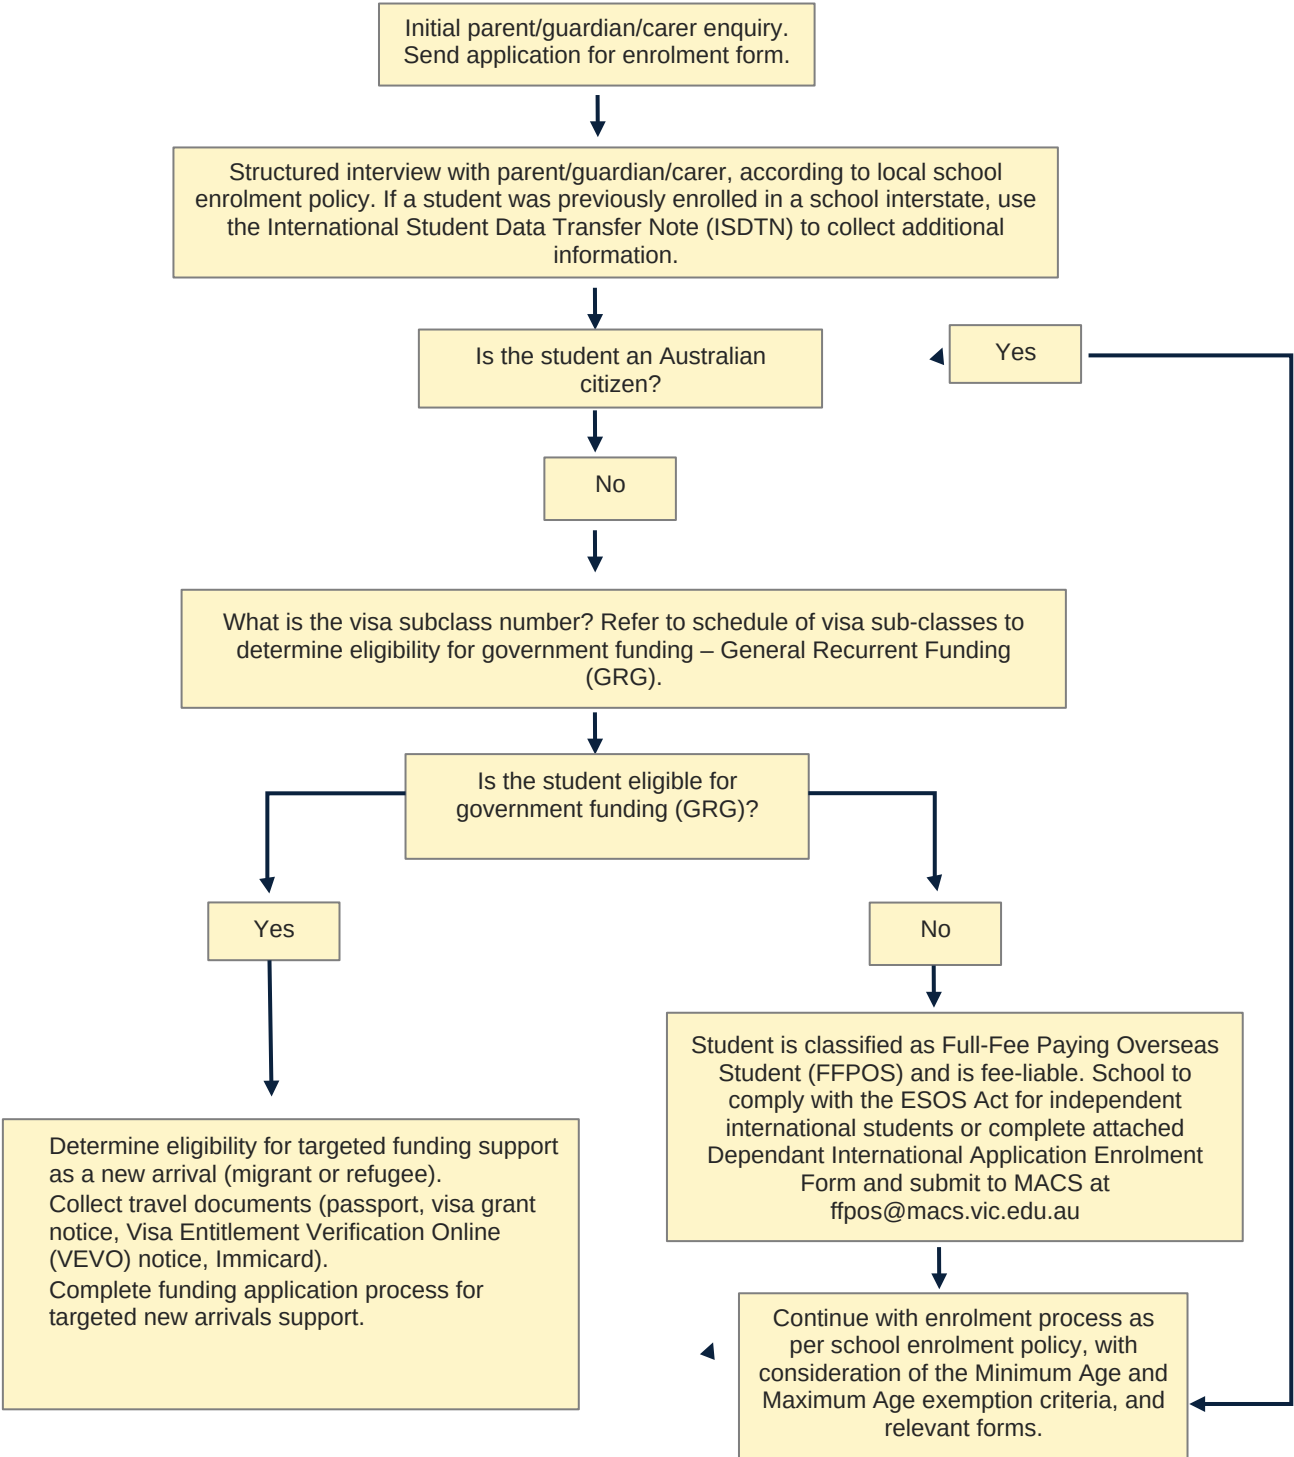 Initial parent/guardian/carer enquiry.
Send application for enrolment form.
Structured interview with parent/guardian/carer, according to local school
enrolment policy. If a student was previously enrolled in a school interstate, use
the International Student Data Transfer Note (ISDTN) to collect additional
information.
Is the student an Australian
citizen?
Yes
No
What is the visa subclass number? Refer to schedule of visa sub-classes to
determine eligibility for government funding – General Recurrent Funding
(GRG).
Is the student eligible for
government funding (GRG)?
Yes
No
Determine eligibility for targeted funding support
as a new arrival (migrant or refugee).
Collect travel documents (passport, visa grant
notice, Visa Entitlement Verification Online
(VEVO) notice, Immicard).
Complete funding application process for
targeted new arrivals support.
Student is classified as Full-Fee Paying Overseas
Student (FFPOS) and is fee-liable. School to
comply with the ESOS Act for independent
international students or complete attached
Dependant International Application Enrolment
Form and submit to MACS at
ffpos@macs.vic.edu.au
Continue with enrolment process as
per school enrolment policy, with
consideration of the Minimum Age and
Maximum Age exemption criteria, and
relevant forms.